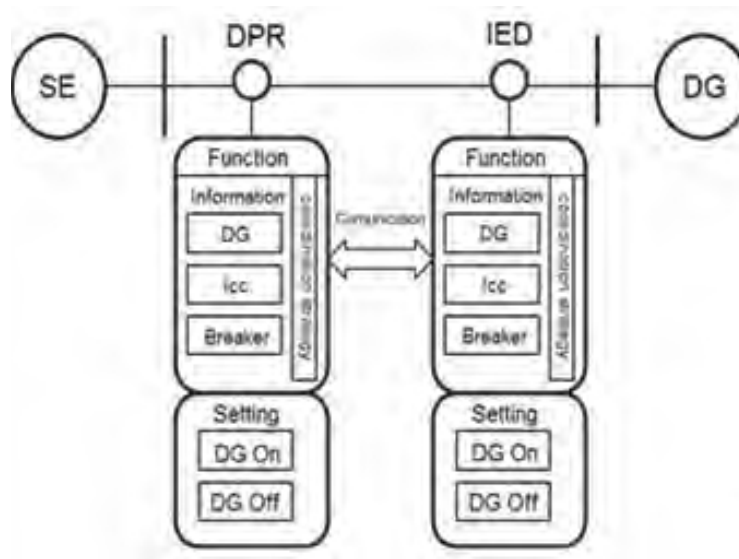 DPR
IED
SE
DG
Function
Function
Information
Information
Comunication
DG
DG
Icc
Icc
Breaker
Breaker
coordination strategy
coordination strategy
Setting
Setting
DG On
DG On
DG Off
DG Off